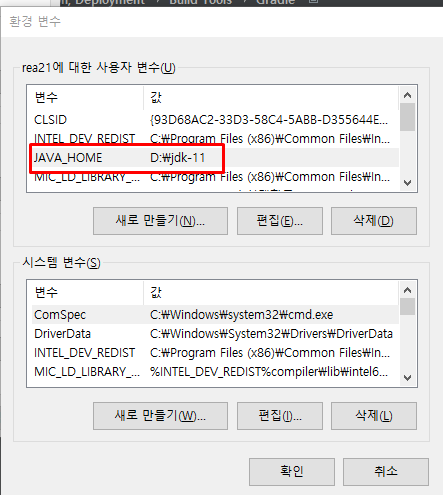 n, Deployment › Build Tools › Gradle
환경 변수
rea21에 대한 사용자 변수(U)
변수 값
CLSID {93D68AC2-33D3-58C4-5ABB-D355644E...
INTEL_DEV_REDIST C:₩Program Files (x86)₩Common Files₩In...
JAVA_HOME D:₩jdk-11
MIC_LD_LIBRARY_... C:₩Program Files (x86)₩Common Files₩In...
새로 만들기(N)... 편집(E)... 삭제(D)
시스템 변수(S)
변수 값
ComSpec C:₩Windows₩system32₩cmd.exe
DriverData C:₩Windows₩System32₩Drivers₩DriverData
INTEL_DEV_REDIST C:₩Program Files (x86)₩Common Files₩In...
MIC_LD_LIBRARY_... %INTEL_DEV_REDIST%compiler₩lib₩intel6...
새로 만들기(W)... 편집(I)... 삭제(L)
확인 취소